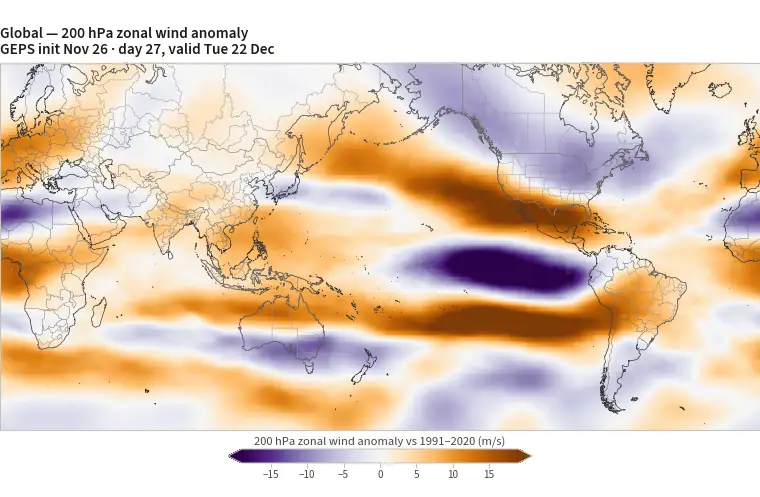 Global — 200 hPa zonal wind anomaly
GEPS init Nov 26 · day 27, valid Tue 22 Dec
200 hPa zonal wind anomaly vs 1991–2020 (m/s)
−15 −10 −5 0 5 10 15